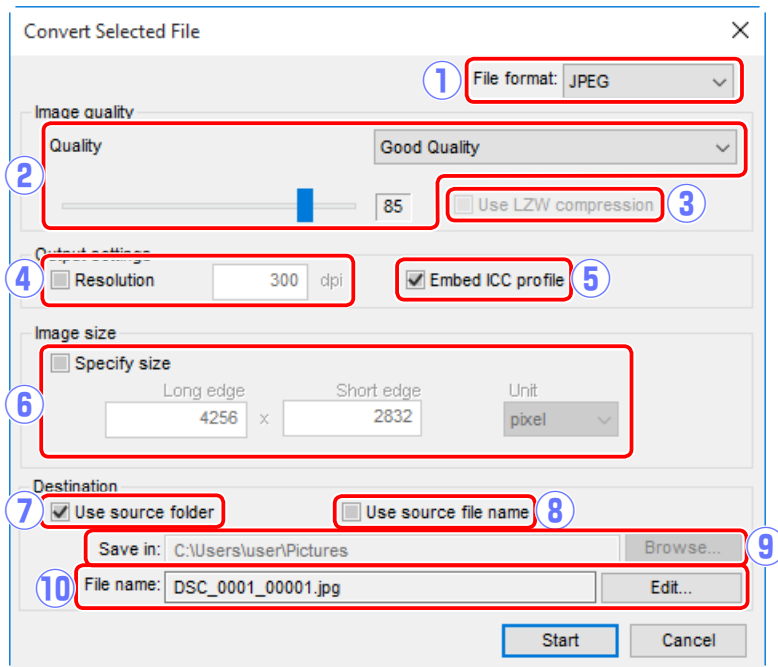 Convert Selected File
① File format: JPEG
Image quality
Quality Good Quality
②
85 Use LZW compression ③
Output settings
④ Resolution 300 dpi Embed ICC profile ⑤
Image size
Specify size
Long edge Short edge Unit
⑥ 4256 x 2832 pixel
Destination
⑦ Use source folder Use source file name ⑧
Save in: C:\Users\user\Pictures Browse... ⑨
⑩ File name: DSC_0001_00001.jpg Edit...
Start Cancel